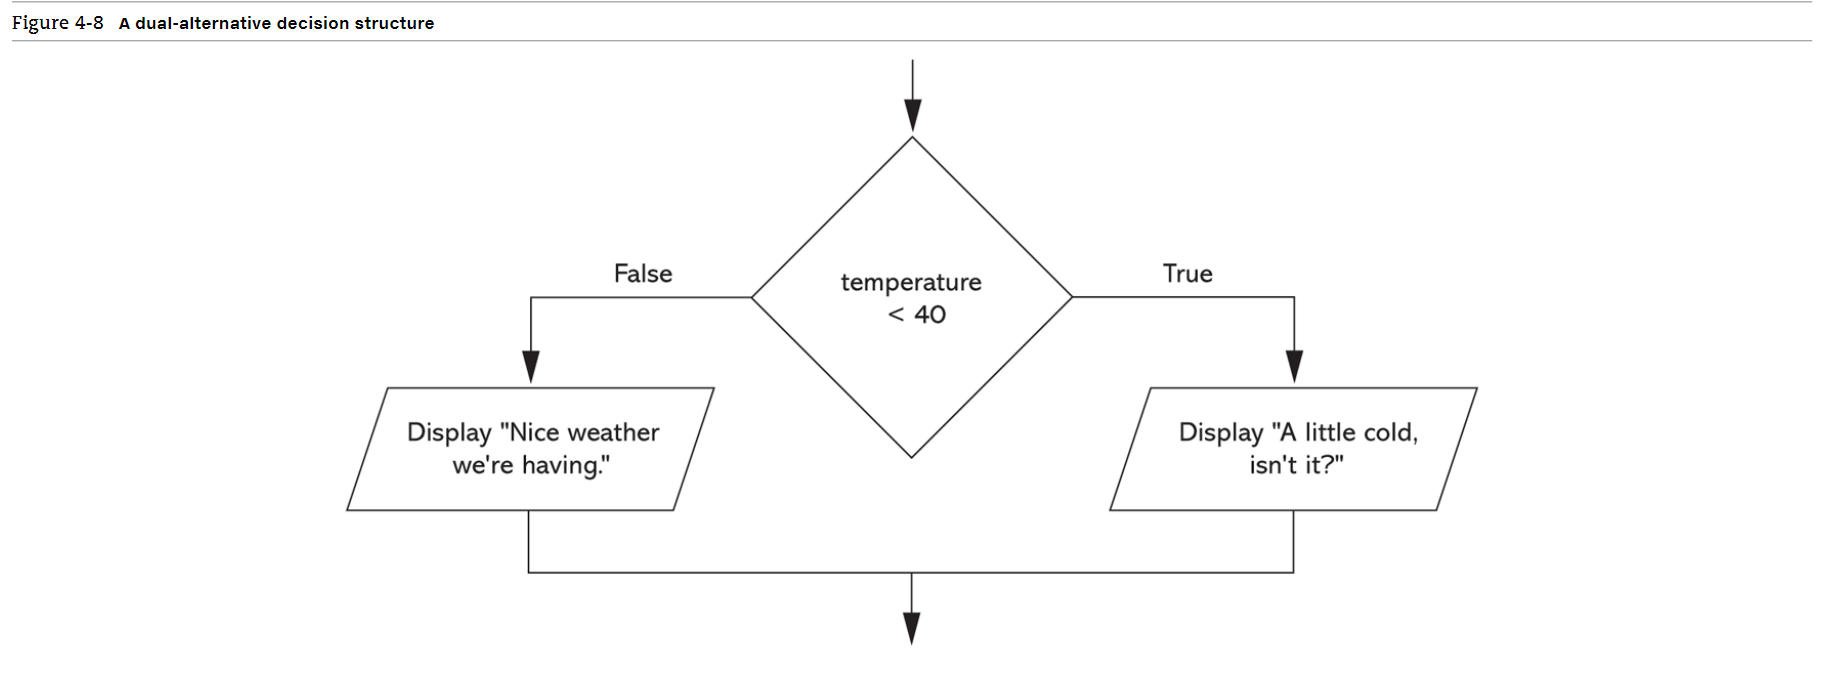 Figure 4-8 A dual-alternative decision structure
False
temperature
< 40
True
Display "Nice weather
we're having."
Display "A little cold,
isn't it?"